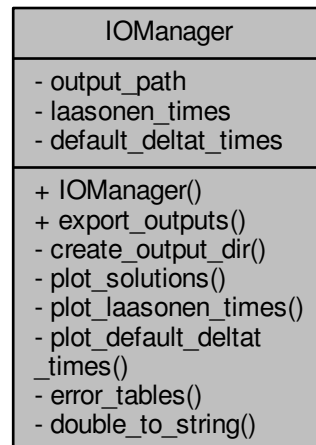 IOManager
- output_path
- laasonen_times
- default_deltat_times
+ IOManager()
+ export_outputs()
- create_output_dir()
- plot_solutions()
- plot_laasonen_times()
- plot_default_deltat
_times()
- error_tables()
- double_to_string()